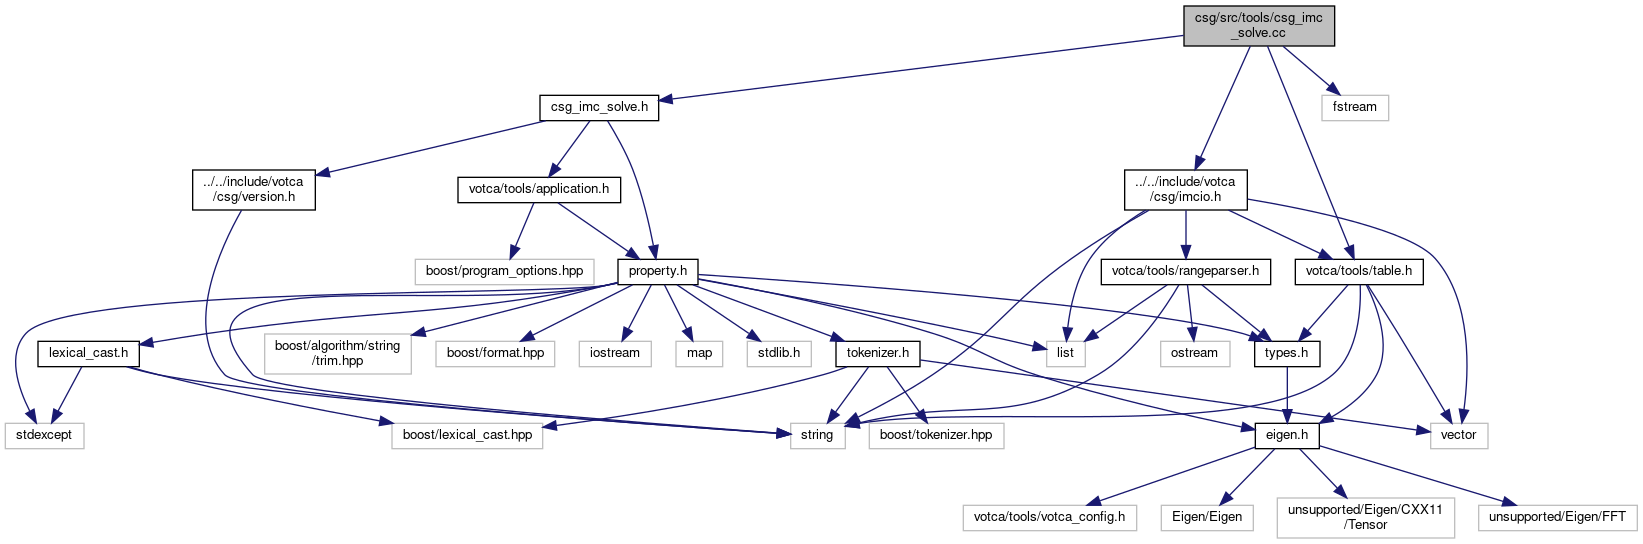 csg/src/tools/csg_imc
_solve.cc
csg_imc_solve.h
fstream
../../include/votca
/csg/version.h
votca/tools/application.h
../../include/votca
/csg/imcio.h
boost/program_options.hpp
property.h
votca/tools/rangeparser.h
votca/tools/table.h
lexical_cast.h
boost/algorithm/string
/trim.hpp
boost/format.hpp
iostream
map
stdlib.h
tokenizer.h
list
ostream
types.h
stdexcept
boost/lexical_cast.hpp
string
boost/tokenizer.hpp
eigen.h
vector
votca/tools/votca_config.h
Eigen/Eigen
unsupported/Eigen/CXX11
/Tensor
unsupported/Eigen/FFT